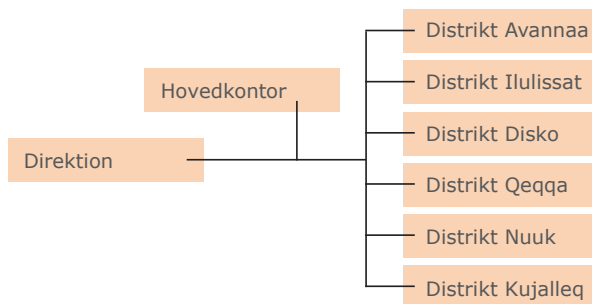 Distrikt Avannaa
Distrikt Ilulissat
Hovedkontor
Distrikt Disko
Direktion
Distrikt Qeqqa
Distrikt Nuuk
Distrikt Kujalleq